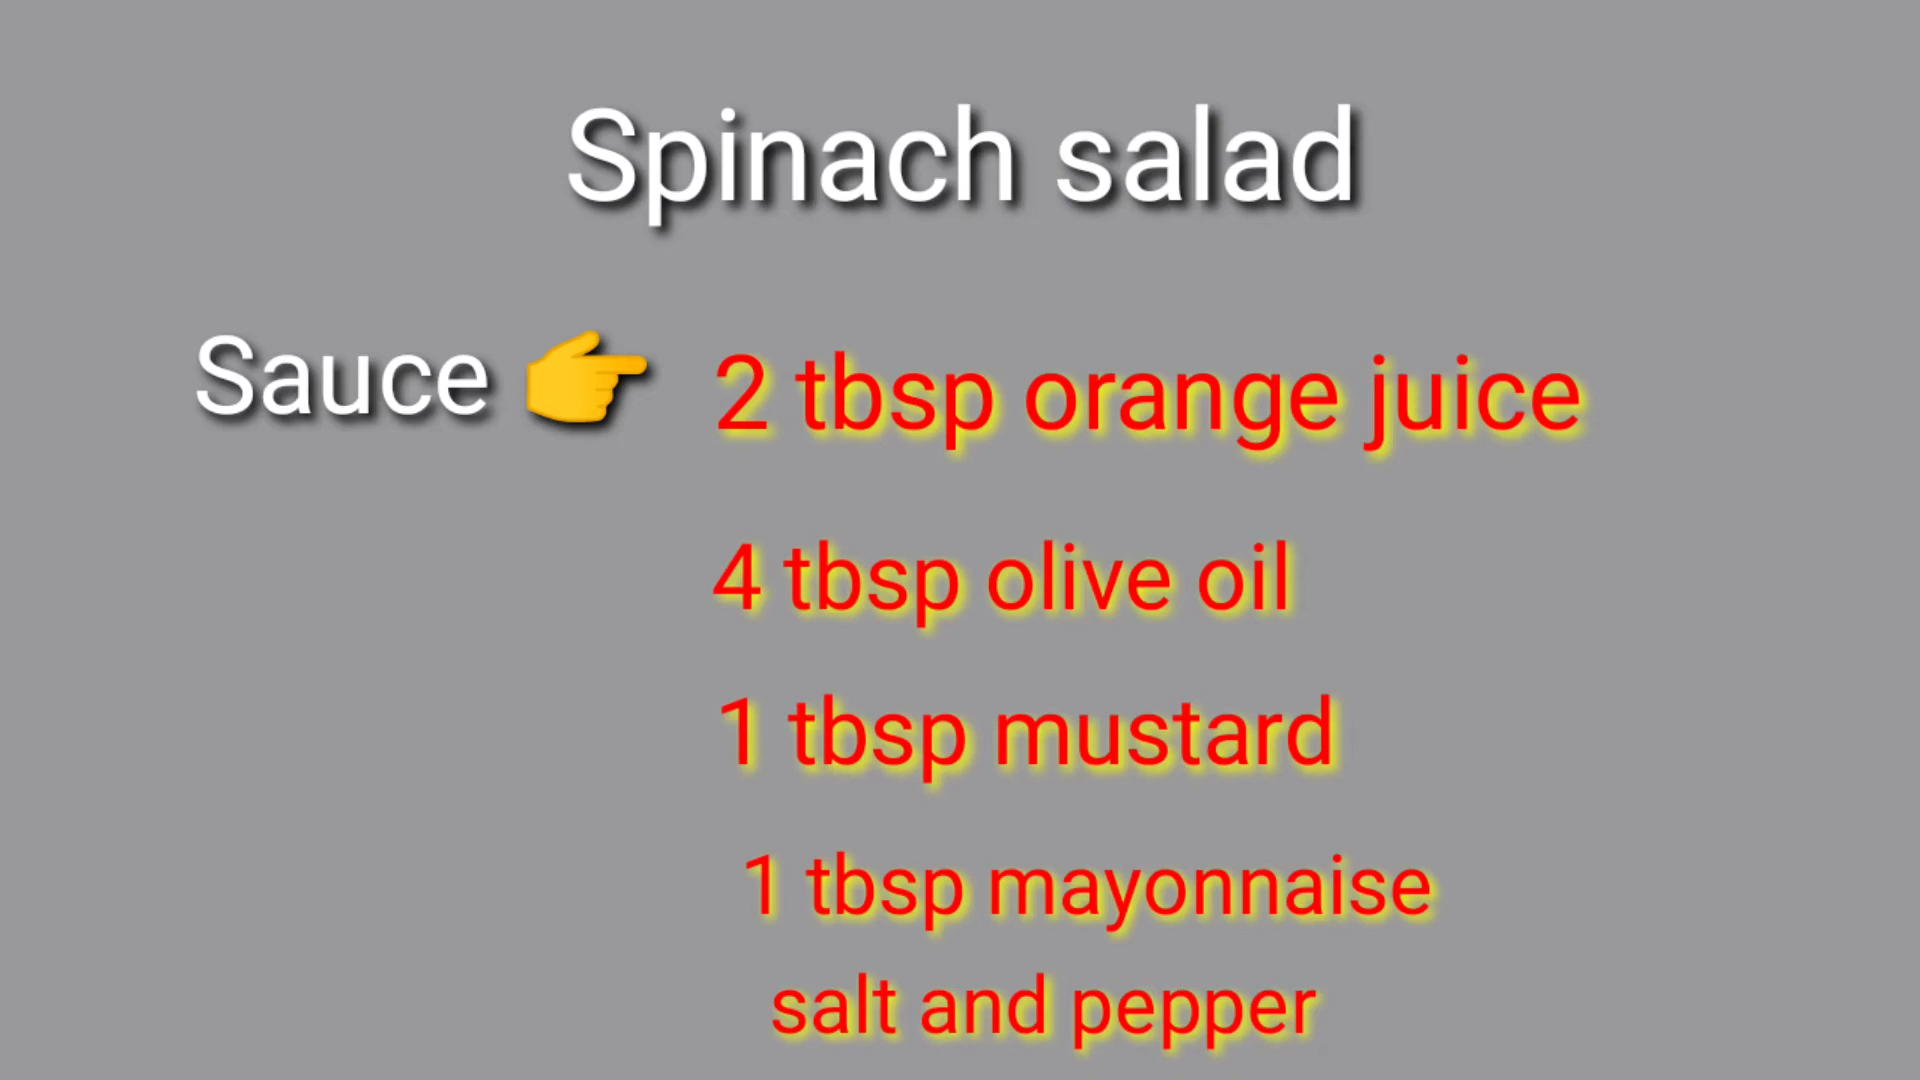 Spinach salad
Sauce 👉 2 tbsp orange juice
4 tbsp olive oil
1 tbsp mustard
1 tbsp mayonnaise
salt and pepper